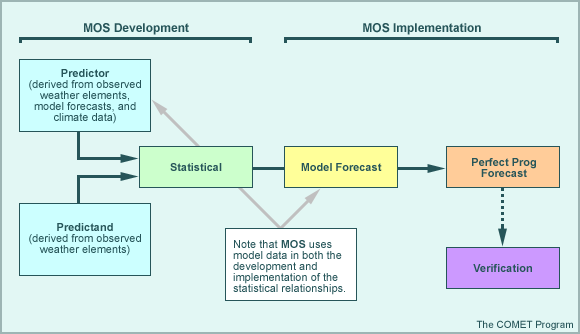 MOS Development
MOS Implementation
Predictor
(derived from observed
weather elements,
model forecasts, and
climate data)
Statistical
Model Forecast
Perfect Prog
Forecast
Predictand
(derived from observed
weather elements)
Note that MOS uses
model data in both the
development and
implementation of the
statistical relationships.
Verification
The COMET Program